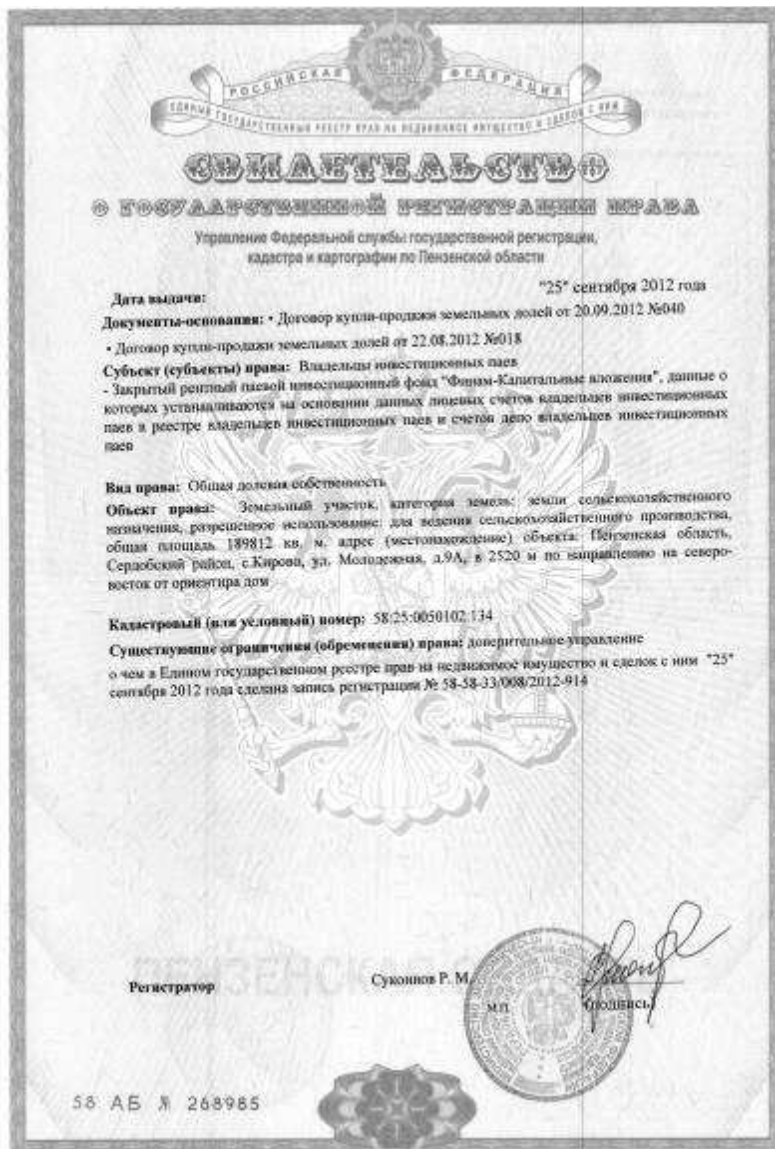 РОССИЙСКАЯ ФЕДЕРАЦИЯ
ЕДИНЫЙ ГОСУДАРСТВЕННЫЙ РЕЕСТР ПРАВ НА НЕДВИЖИМОЕ ИМУЩЕСТВО И СДЕЛОК С НИМ
СВИДЕТЕЛЬСТВО
О ГОСУДАРСТВЕННОЙ РЕГИСТРАЦИИ ПРАВА
Управление Федеральной службы государственной регистрации,
кадастра и картографии по Пензенской области
Дата выдачи: "25" сентября 2012 года
Документы-основания: • Договор купли-продажи земельных долей от 20.09.2012 №040
• Договор купли-продажи земельных долей от 22.08.2012 №018
Субъект (субъекты) права: Владельцы инвестиционных паев
- Закрытый рентный паевой инвестиционный фонд "Финам-Капитальные вложения", данные о
которых устанавливаются на основании данных лицевых счетов владельцев инвестиционных
паев в реестре владельцев инвестиционных паев и счетов депо владельцев инвестиционных
паев
Вид права: Общая долевая собственность
Объект права: Земельный участок, категория земель: земли сельскохозяйственного
назначения, разрешенное использование: для ведения сельскохозяйственного производства,
общая площадь 189812 кв. м, адрес (местонахождение) объекта: Пензенская область,
Сердобский район, с.Кирово, ул. Молодежная, д.9А, в 2520 м по направлению на северо-
восток от ориентира дом
Кадастровый (или условный) номер: 58:25:0050102:134
Существующие ограничения (обременения) права: доверительное управление
о чем в Едином государственном реестре прав на недвижимое имущество и сделок с ним "25"
сентября 2012 года сделана запись регистрации № 58-58-33/008/2012-914
ПЕНЗЕНСКАЯ
Регистратор Суконнов Р. М.
м.п. (подпись)
58 АБ № 268985